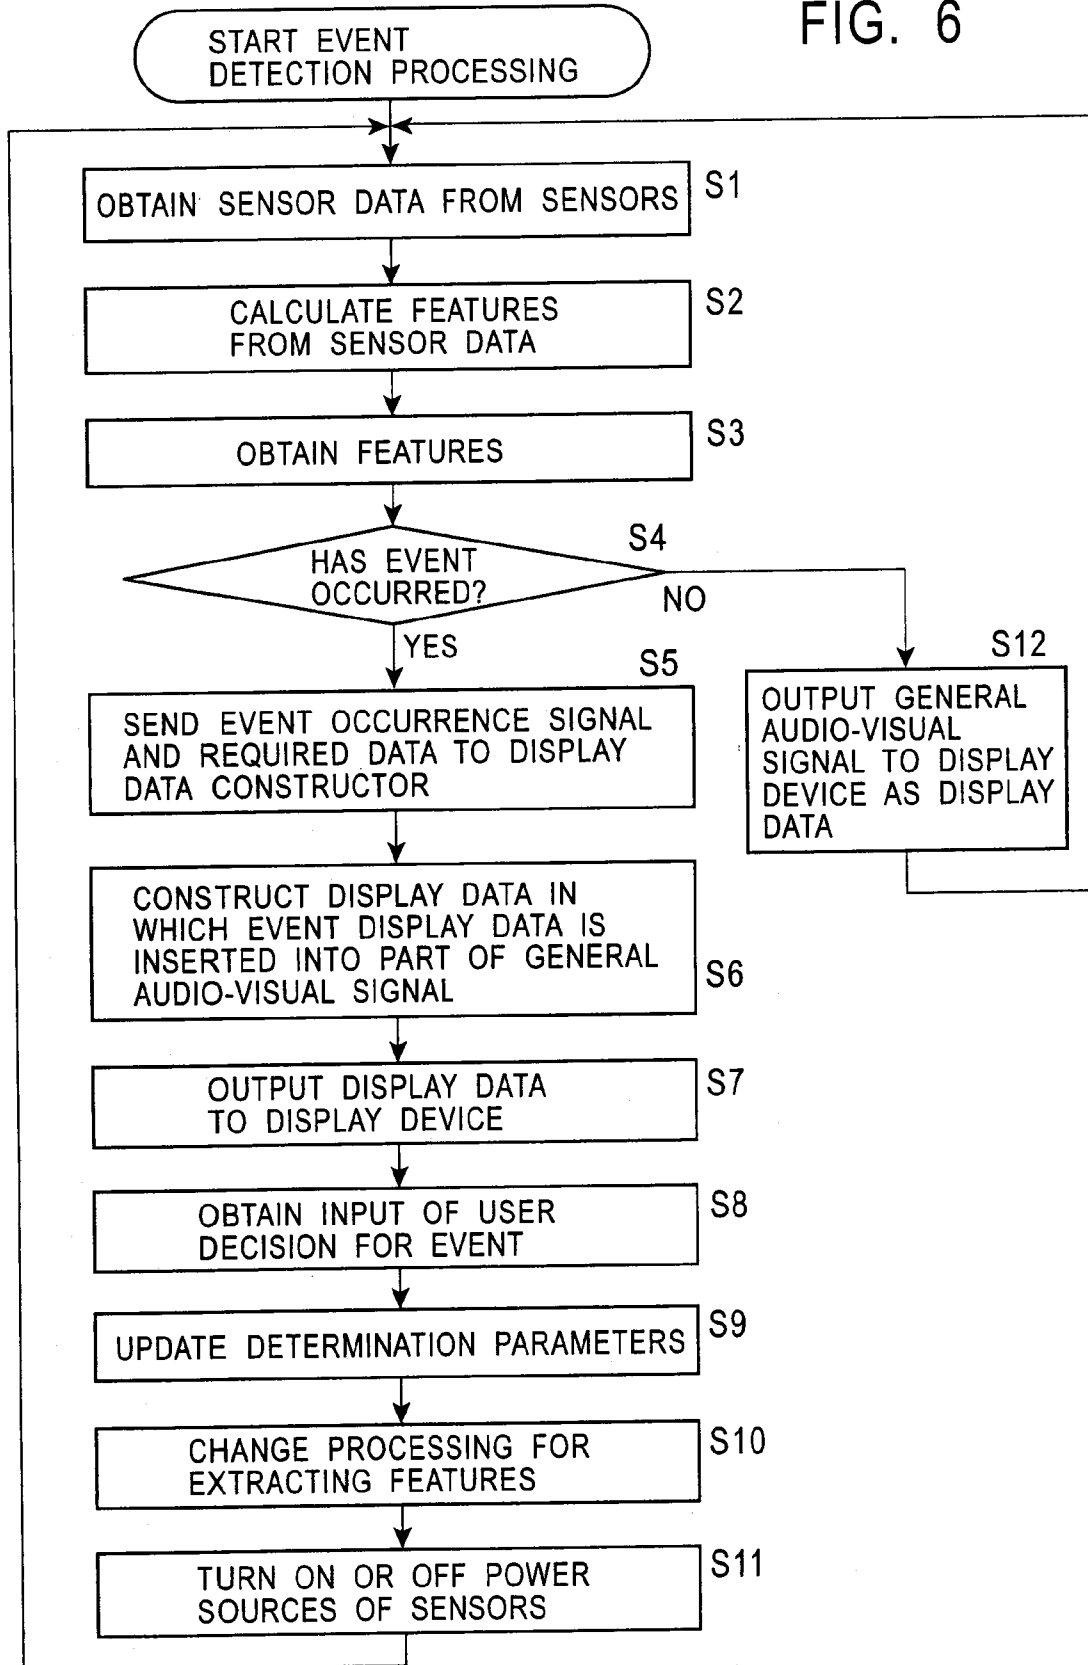 FIG. 6
START EVENT
DETECTION PROCESSING
OBTAIN SENSOR DATA FROM SENSORS
S1
CALCULATE FEATURES
FROM SENSOR DATA
S2
OBTAIN FEATURES
S3
HAS EVENT
OCCURRED?
S4
NO
YES
S5
SEND EVENT OCCURRENCE SIGNAL
AND REQUIRED DATA TO DISPLAY
DATA CONSTRUCTOR
S12
OUTPUT GENERAL
AUDIO-VISUAL
SIGNAL TO DISPLAY
DEVICE AS DISPLAY
DATA
CONSTRUCT DISPLAY DATA IN
WHICH EVENT DISPLAY DATA IS
INSERTED INTO PART OF GENERAL
AUDIO-VISUAL SIGNAL
S6
OUTPUT DISPLAY DATA
TO DISPLAY DEVICE
S7
OBTAIN INPUT OF USER
DECISION FOR EVENT
S8
UPDATE DETERMINATION PARAMETERS
S9
CHANGE PROCESSING FOR
EXTRACTING FEATURES
S10
TURN ON OR OFF POWER
SOURCES OF SENSORS
S11